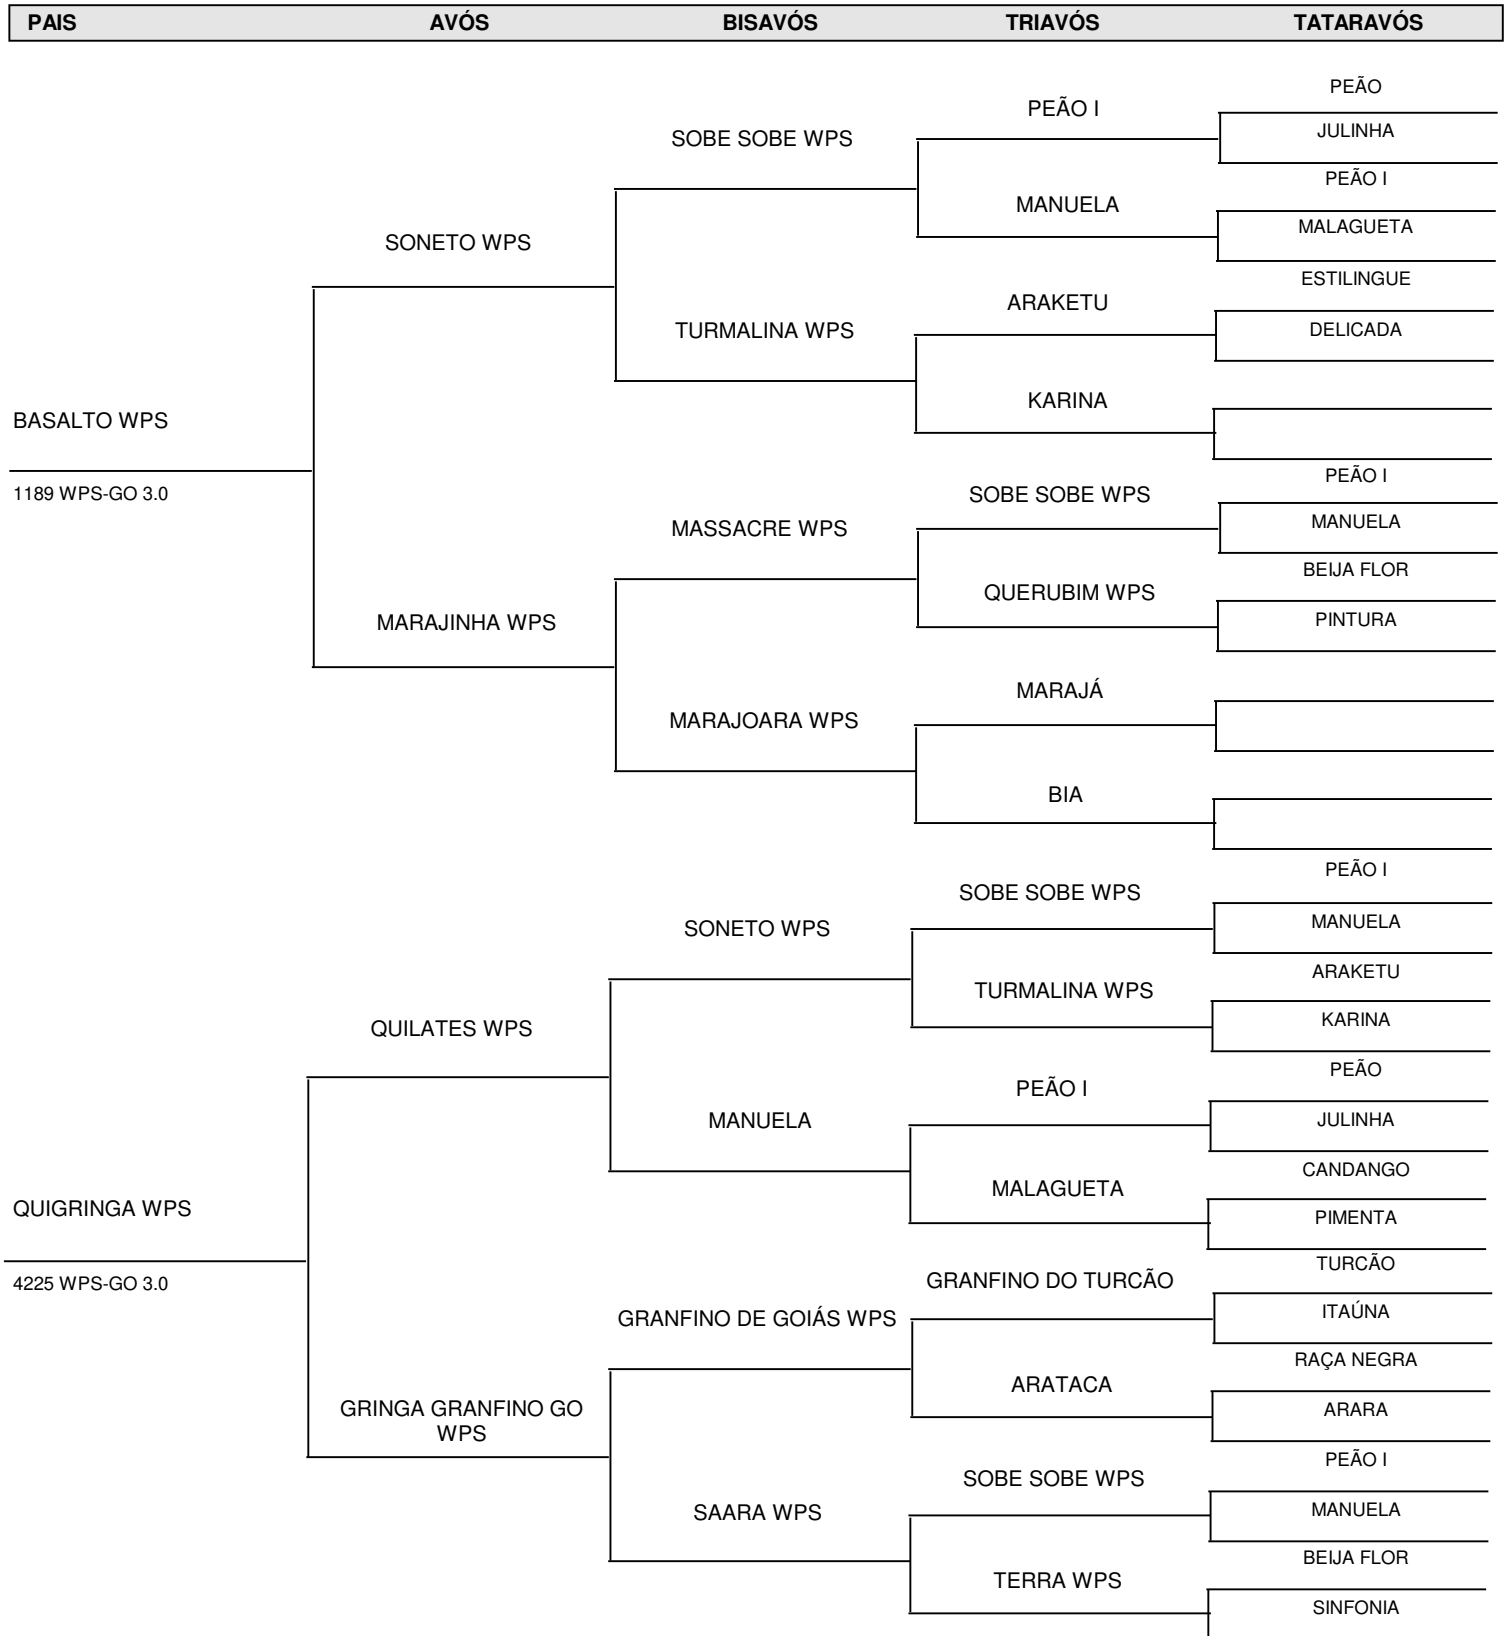 PAIS AVÓS BISAVÓS TRIAVÓS TATARAVÓS
PEÃO
PEÃO I
JULINHA
SOBE SOBE WPS
PEÃO I
MANUELA
MALAGUETA
SONETO WPS
ESTILINGUE
ARAKETU
TURMALINA WPS
DELICADA
KARINA
BASALTO WPS
PEÃO I
1189 WPS-GO 3.0
SOBE SOBE WPS
MASSACRE WPS
MANUELA
BEIJA FLOR
QUERUBIM WPS
MARAJINHA WPS
PINTURA
MARAJÁ
MARAJOARA WPS
BIA
PEÃO I
SOBE SOBE WPS
SONETO WPS
MANUELA
ARAKETU
TURMALINA WPS
QUILATES WPS
KARINA
PEÃO
PEÃO I
MANUELA
JULINHA
CANDANGO
MALAGUETA
QUIGRINGA WPS
PIMENTA
TURCÃO
4225 WPS-GO 3.0
GRANFINO DO TURCÃO
GRANFINO DE GOIÁS WPS
ITAÚNA
RAÇA NEGRA
ARATACA
GRINGA GRANFINO GO
WPS
ARARA
PEÃO I
SOBE SOBE WPS
SAARA WPS
MANUELA
BEIJA FLOR
TERRA WPS
SINFONIA